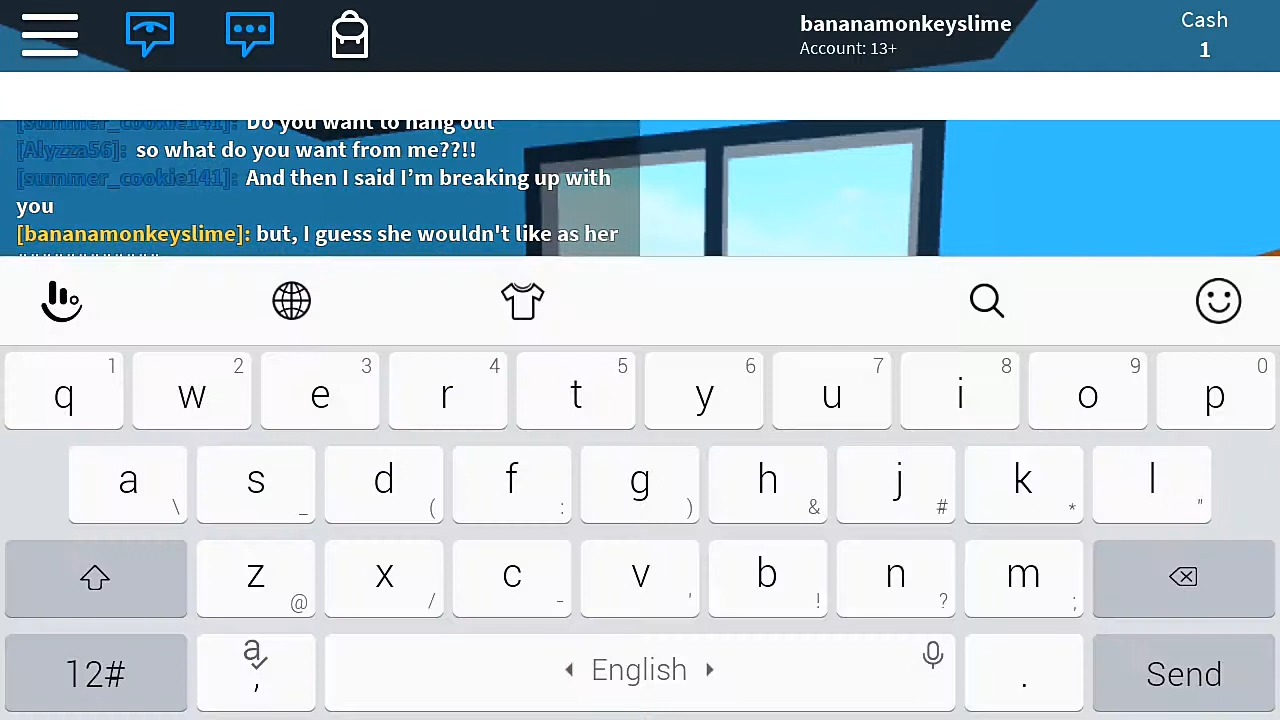 bananamonkeyslime
Account: 13+
Cash
1
[summer_cookie141]: Do you want to hang out
[Alyzza56]: so what do you want from me??!!
[summer_cookie141]: And then I said I’m breaking up with
you
[bananamonkeyslime]: but, I guess she wouldn't like as her
q 1 w 2 e 3 r 4 t 5 y 6 u 7 i 8 o 9 p 0
a \ s _ d ( f : g ) h & j # k * l "
z @ x / c - v ' b ! n ? m ;
12# a , English . Send